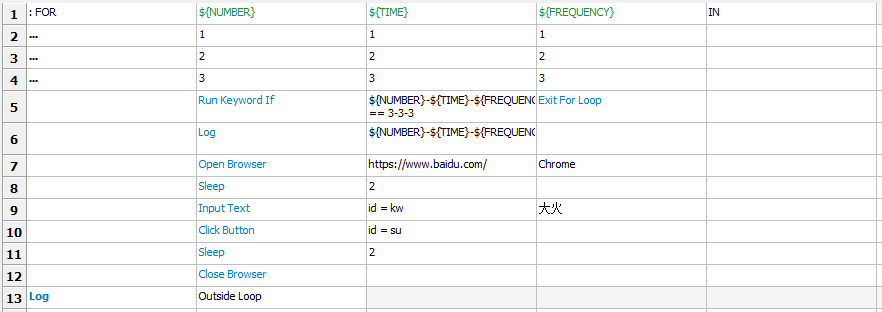 1 : FOR ${NUMBER} ${TIME} ${FREQUENCY} IN
2 ... 1 1 1
3 ... 2 2 2
4 ... 3 3 3
5 Run Keyword If ${NUMBER}-${TIME}-${FREQUENC Exit For Loop
== 3-3-3
6 Log ${NUMBER}-${TIME}-${FREQUENC
7 Open Browser https://www.baidu.com/ Chrome
8 Sleep 2
9 Input Text id = kw 大火
10 Click Button id = su
11 Sleep 2
12 Close Browser
13 Log Outside Loop